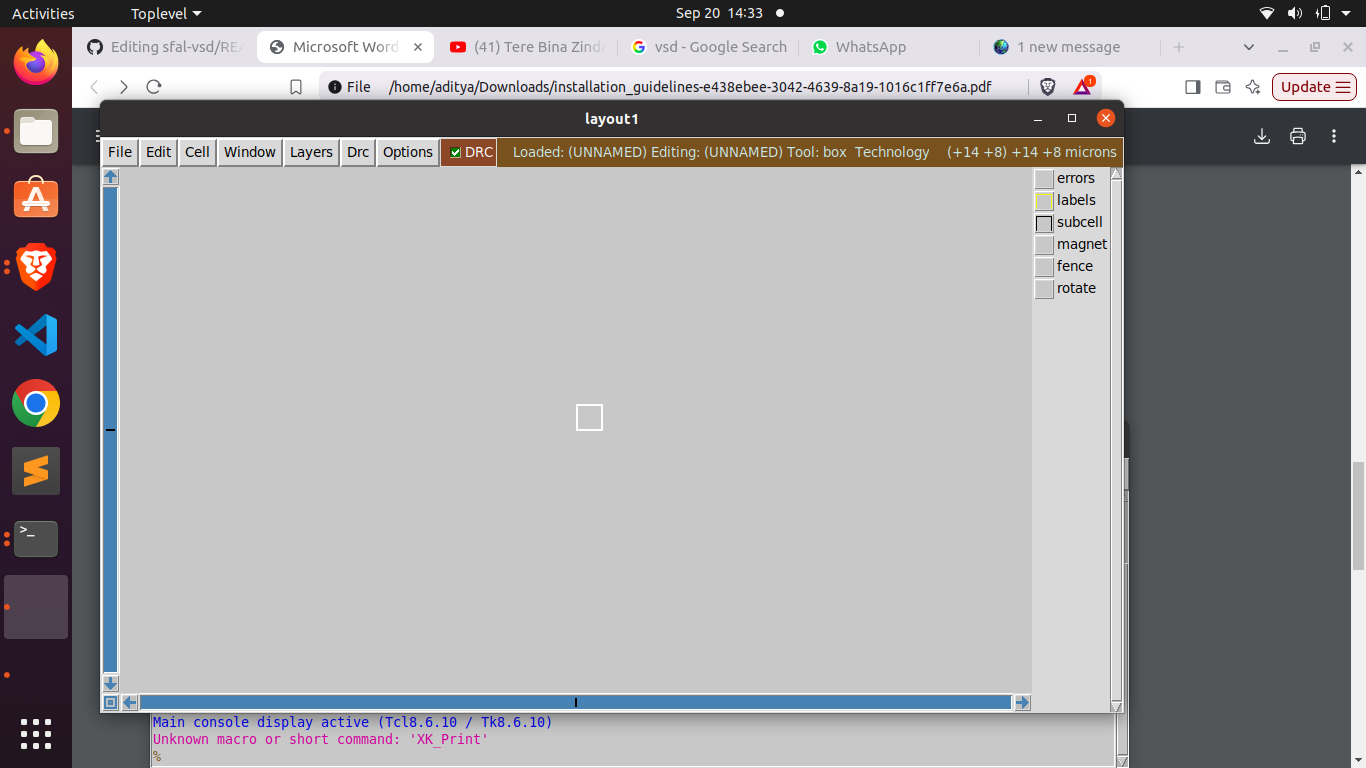 Activities Toplevel Sep 20 14:33
Editing sfal-vsd/REA Microsoft Word (41) Tere Bina Zinda vsd - Google Search WhatsApp 1 new message
File /home/aditya/Downloads/installation_guidelines-e438ebee-3042-4639-8a19-1016c1ff7e6a.pdf 1 Update
layout1
File Edit Cell Window Layers Drc Options DRC Loaded: (UNNAMED) Editing: (UNNAMED) Tool: box Technology (+14 +8) +14 +8 microns
errors
labels
subcell
magnet
fence
rotate
>_
Main console display active (Tcl8.6.10 / Tk8.6.10)
Unknown macro or short command: 'XK_Print'
%